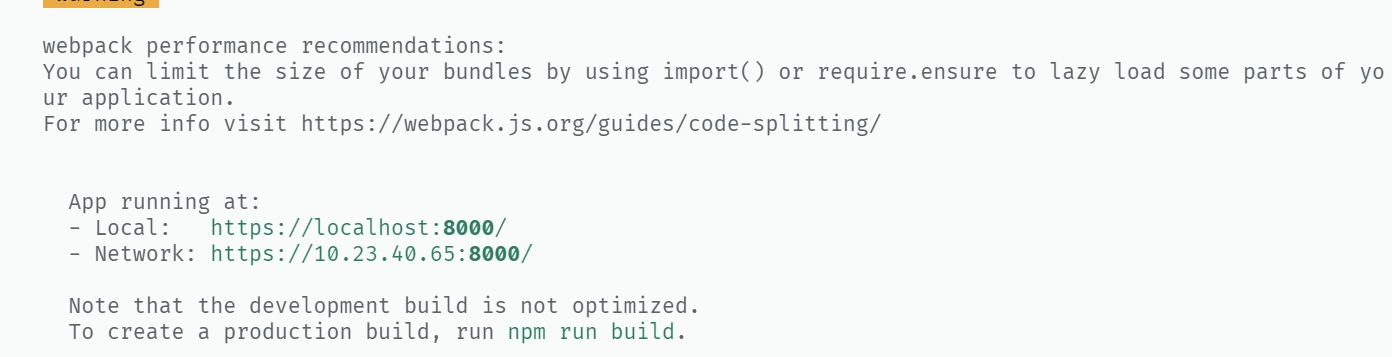 webpack performance recommendations:
You can limit the size of your bundles by using import() or require.ensure to lazy load some parts of yo
ur application.
For more info visit https://webpack.js.org/guides/code-splitting/
App running at:
- Local: https://localhost:8000/
- Network: https://10.23.40.65:8000/
Note that the development build is not optimized.
To create a production build, run npm run build.